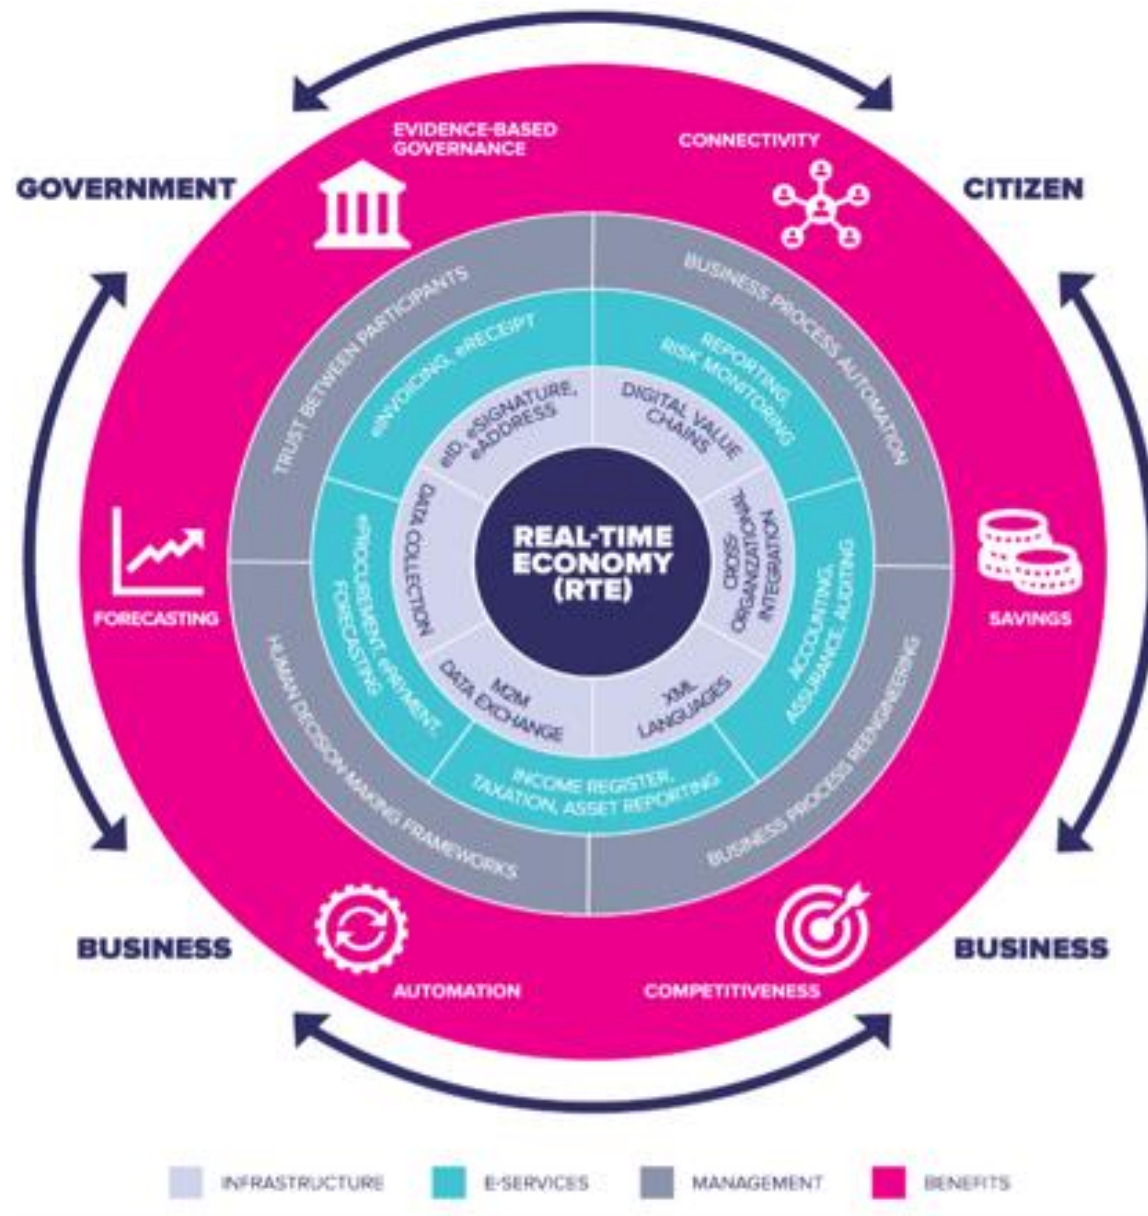 EVIDENCE-BASED
GOVERNANCE
CONNECTIVITY
GOVERNMENT
CITIZEN
TRUST BETWEEN PARTICIPANTS
BUSINESS PROCESS AUTOMATION
eINVOICING, eRECEIPT
REPORTING,
RISK MONITORING
eID, eSIGNATURE,
eADDRESS
DIGITAL VALUE
CHAINS
DATA COLLECTION
CROSS-
ORGANIZATIONAL
INTEGRATION
REAL-TIME
ECONOMY
(RTE)
ePROCUREMENT, ePAYMENT,
FORECASTING
ACCOUNTING,
ASSURANCE, AUDITING
FORECASTING
SAVINGS
M2M
DATA EXCHANGE
XML
LANGUAGES
HUMAN DECISION-MAKING FRAMEWORKS
BUSINESS PROCESS REENGINEERING
INCOME REGISTER,
TAXATION, ASSET REPORTING
BUSINESS
BUSINESS
AUTOMATION
COMPETITIVENESS
INFRASTRUCTURE
E-SERVICES
MANAGEMENT
BENEFITS